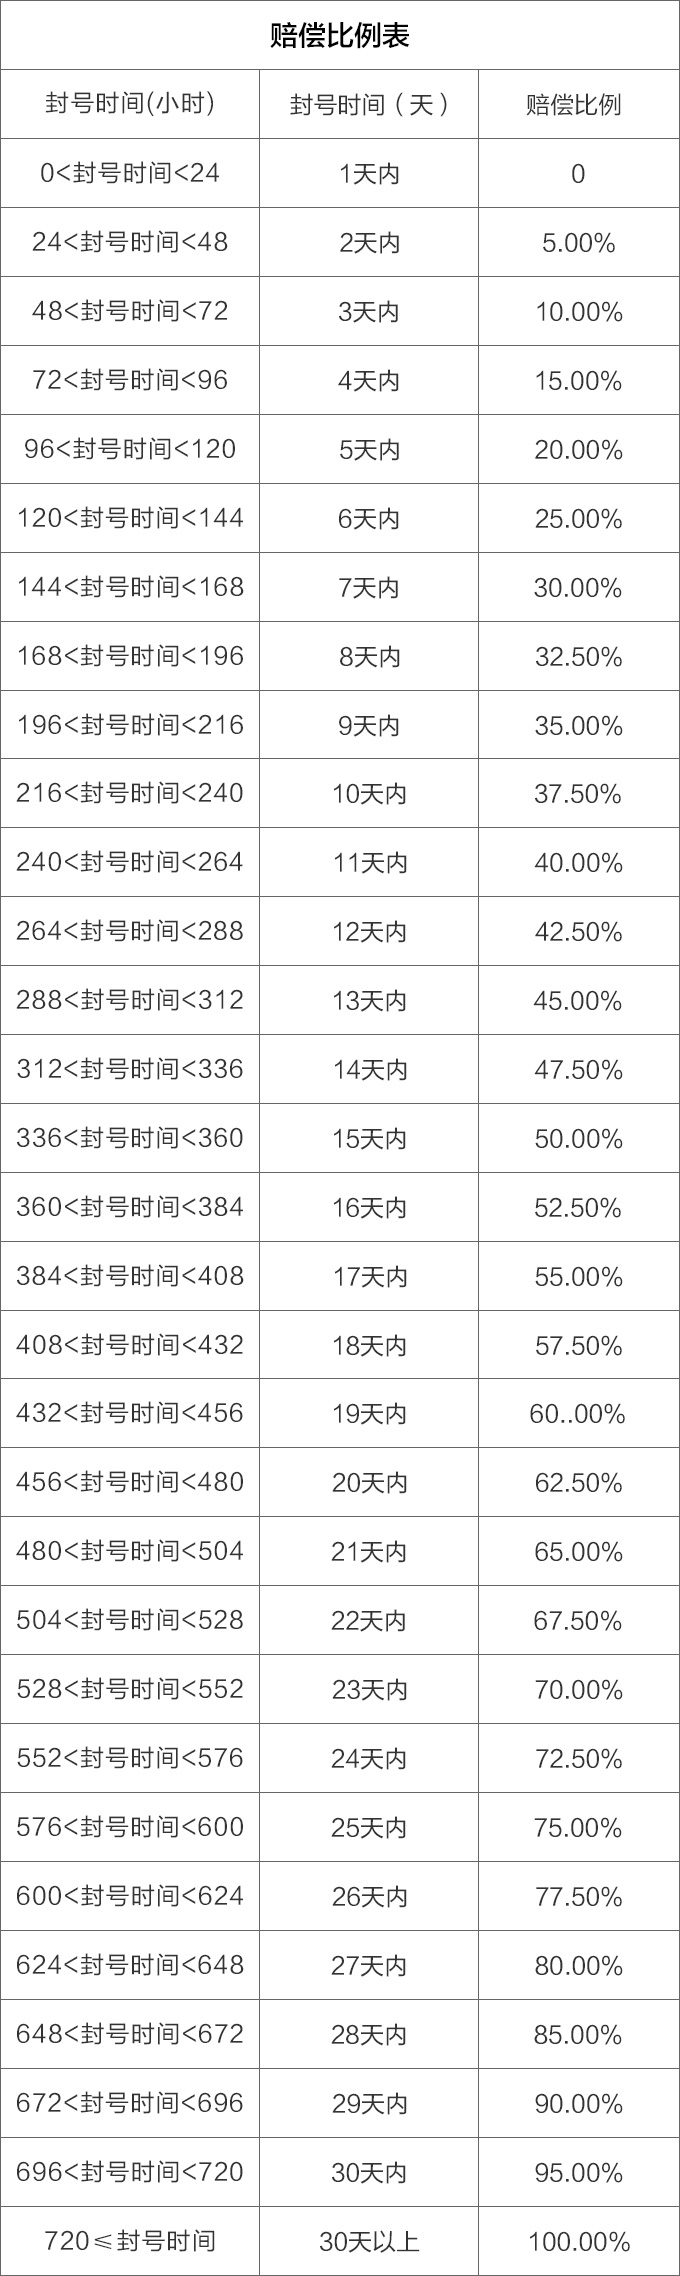 赔偿比例表
封号时间(小时) 封号时间（天） 赔偿比例
0<封号时间<24 1天内 0
24<封号时间<48 2天内 5.00%
48<封号时间<72 3天内 10.00%
72<封号时间<96 4天内 15.00%
96<封号时间<120 5天内 20.00%
120<封号时间<144 6天内 25.00%
144<封号时间<168 7天内 30.00%
168<封号时间<196 8天内 32.50%
196<封号时间<216 9天内 35.00%
216<封号时间<240 10天内 37.50%
240<封号时间<264 11天内 40.00%
264<封号时间<288 12天内 42.50%
288<封号时间<312 13天内 45.00%
312<封号时间<336 14天内 47.50%
336<封号时间<360 15天内 50.00%
360<封号时间<384 16天内 52.50%
384<封号时间<408 17天内 55.00%
408<封号时间<432 18天内 57.50%
432<封号时间<456 19天内 60..00%
456<封号时间<480 20天内 62.50%
480<封号时间<504 21天内 65.00%
504<封号时间<528 22天内 67.50%
528<封号时间<552 23天内 70.00%
552<封号时间<576 24天内 72.50%
576<封号时间<600 25天内 75.00%
600<封号时间<624 26天内 77.50%
624<封号时间<648 27天内 80.00%
648<封号时间<672 28天内 85.00%
672<封号时间<696 29天内 90.00%
696<封号时间<720 30天内 95.00%
720≤封号时间 30天以上 100.00%